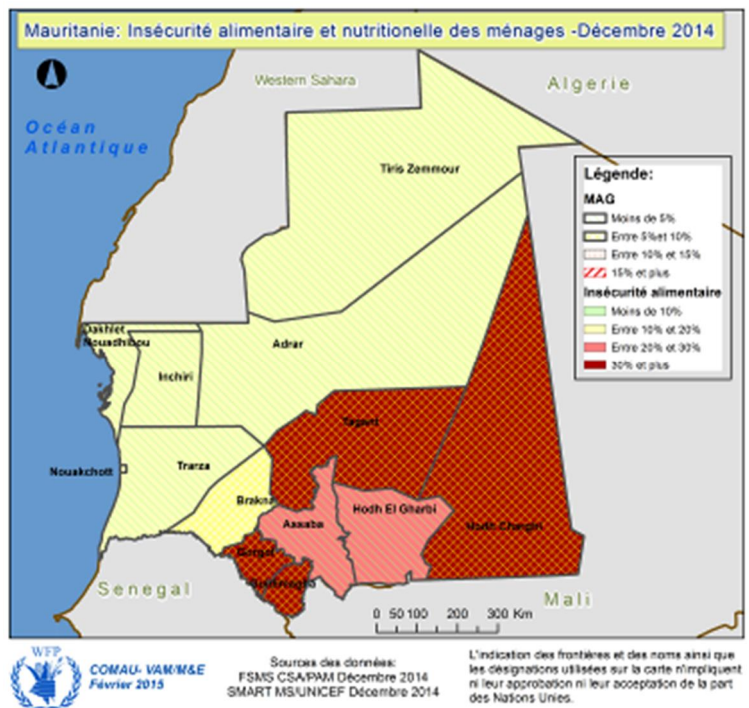 Mauritanie: Insécurité alimentaire et nutritionelle des ménages -Décembre 2014
Western Sahara
Algerie
Océan
Atlantique
Tiris Zemmour
Légende:
MAG
Moins de 5%
Entre 5%et 10%
Entre 10% et 15%
15% et plus
Insécurité alimentaire
Moins de 10%
Entre 10% et 20%
Entre 20% et 30%
30% et plus
Dakhlet
Nouadhibou
Adrar
Inchiri
Tagant
Nouakchott
Trarza
Brakna
Assaba
Hodh El Gharbi
Hodh Chargin
Gorgol
Senegal
Mali
0 50 100 200 300 Km
WFP
COMAU- VAM/M&E
Février 2015
Sources des données:
FSMS CSA/PAM Décembre 2014
SMART MS/UNICEF Décembre 2014
L'indication des frontières et des noms ainsi que
les désignations utilisées sur la carte n'impliquent
ni leur approbation ni leur acceptation de la part
des Nations Unies.